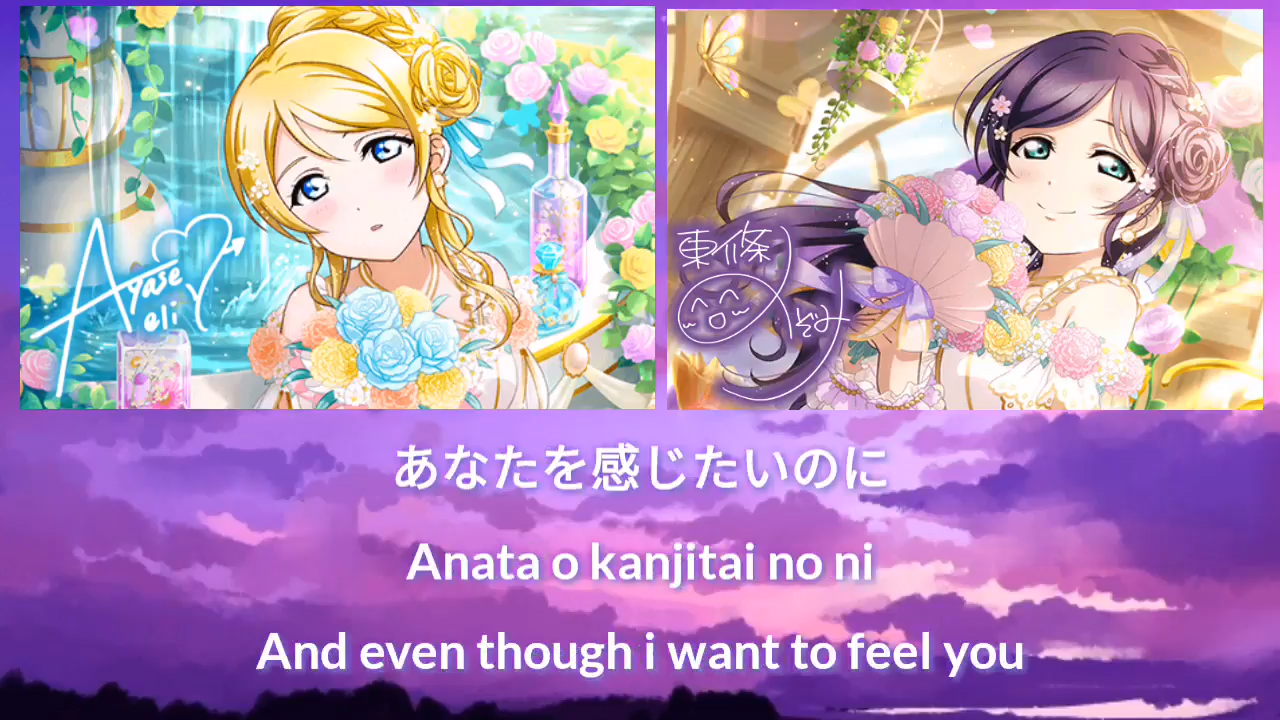 Ayase
eli
東條
のぞみ
あなたを感じたいのに
Anata o kanjitai no ni
And even though i want to feel you